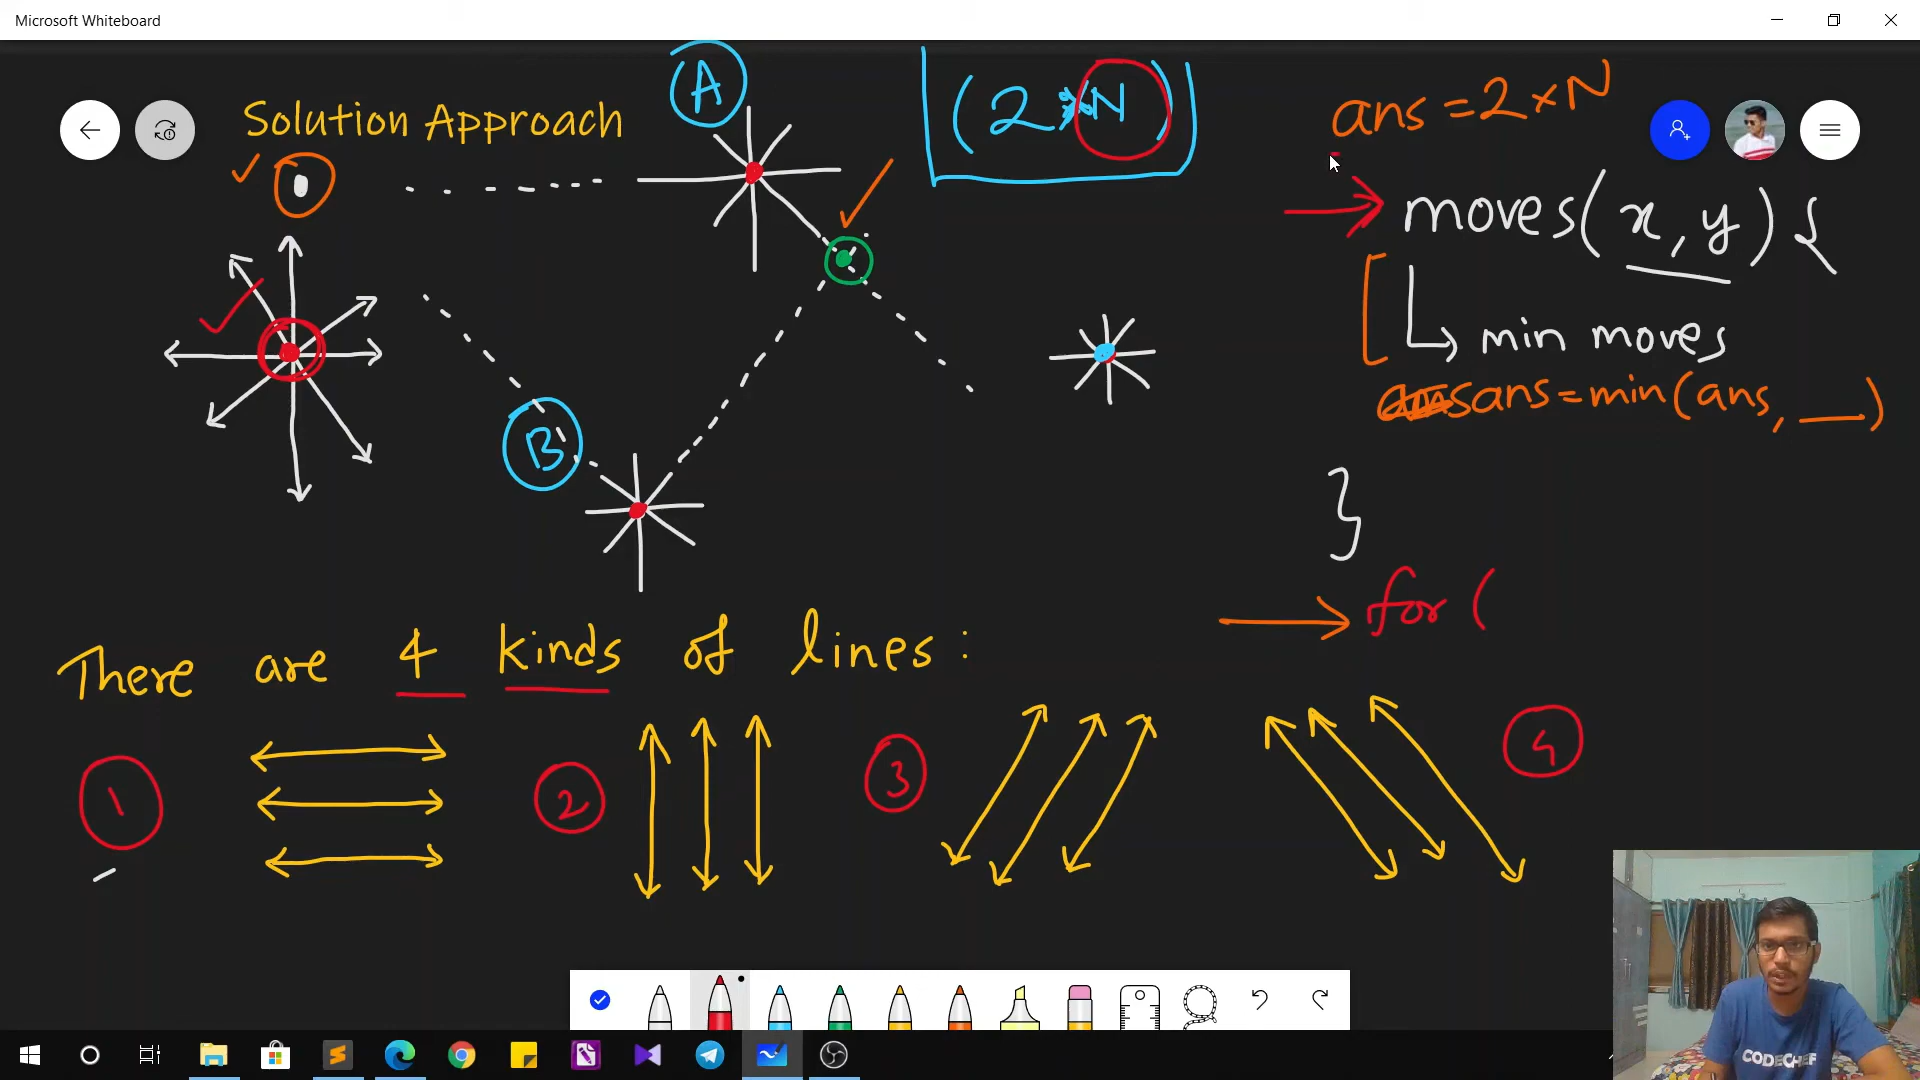 Microsoft Whiteboard
Solution Approach
A
(2 * N)
B
ans = 2 × N
moves(x, y) {
min moves
ans = min(ans, __)
}
for (
There are 4 kinds of lines:
1
2
3
4
CODECHEF